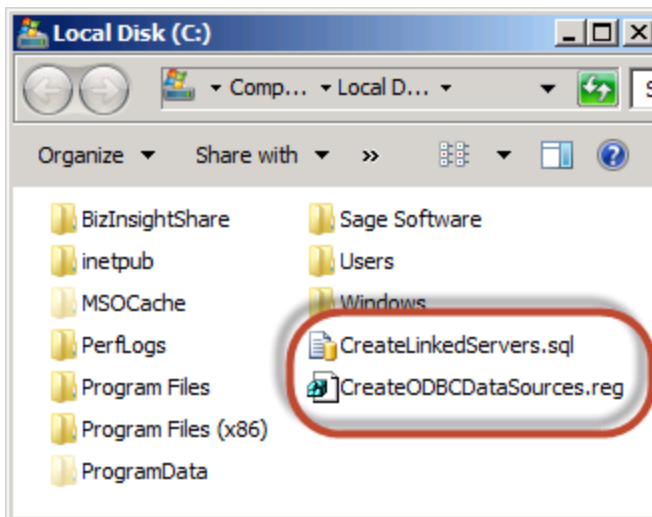 Local Disk (C:)
Comp... Local D...
Organize Share with »
BizInsightShare
inetpub
MSOCache
PerfLogs
Program Files
Program Files (x86)
ProgramData
Sage Software
Users
Windows
CreateLinkedServers.sql
CreateODBCDataSources.reg